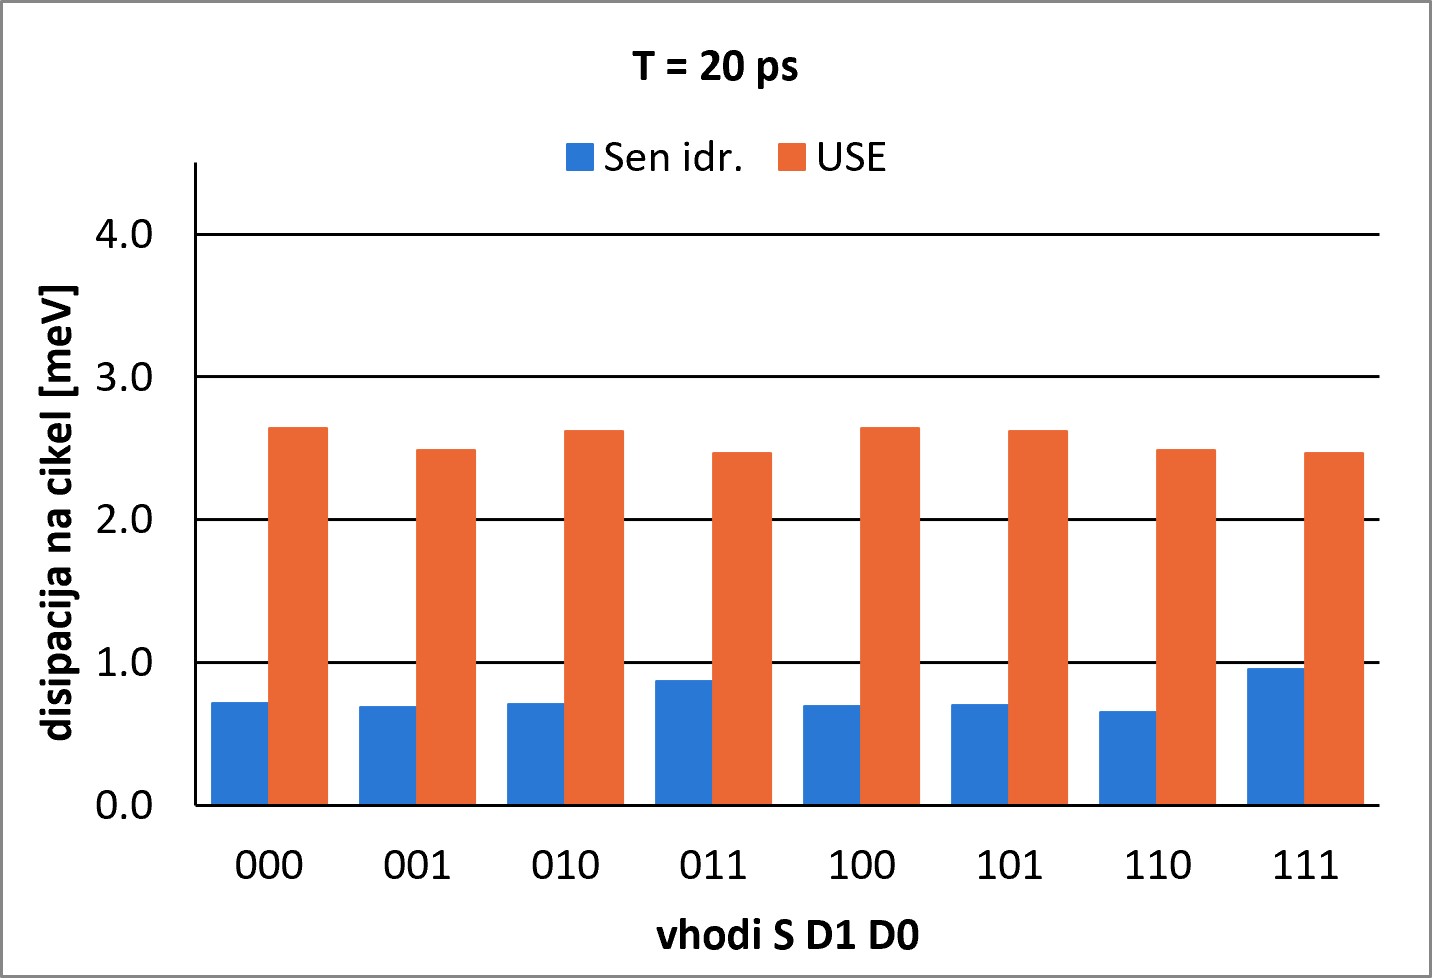 T = 20 ps
Sen idr. USE
disipacija na cikel [meV]
4.0
3.0
2.0
1.0
0.0
000 001 010 011 100 101 110 111
vhodi S D1 D0